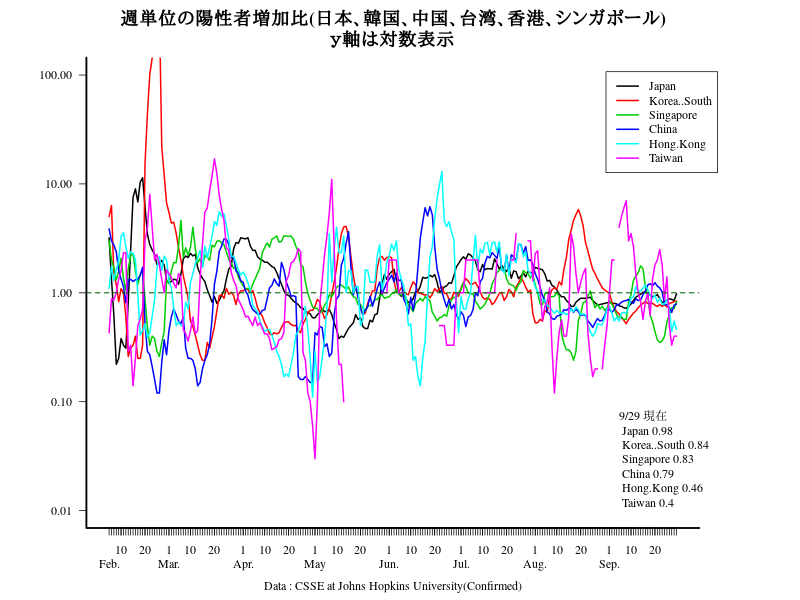 週単位の陽性者増加比(日本、韓国、中国、台湾、香港、シンガポール)
y軸は対数表示
100.00
10.00
1.00
0.10
0.01
Japan
Korea..South
Singapore
China
Hong.Kong
Taiwan
9/29 現在
Japan 0.98
Korea..South 0.84
Singapore 0.83
China 0.79
Hong.Kong 0.46
Taiwan 0.4
10 20 1 10 20 1 10 20 1 10 20 1 10 20 1 10 20 1 10 20 1 10 20
Feb. Mar. Apr. May Jun. Jul. Aug. Sep.
Data : CSSE at Johns Hopkins University(Confirmed)